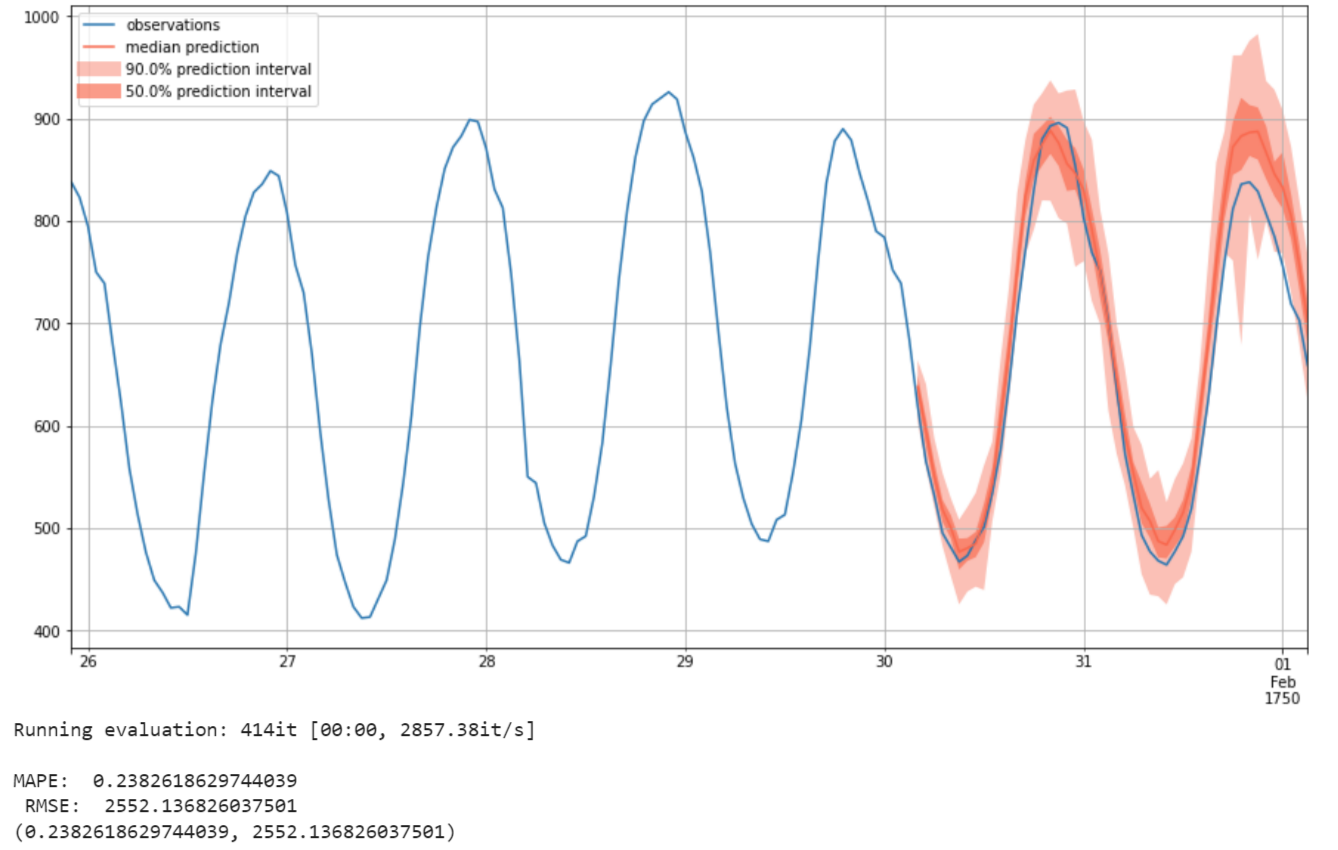 1000
900
800
700
600
500
400
observations
median prediction
90.0% prediction interval
50.0% prediction interval
26
27
28
29
30
31
01
Feb
1750
Running evaluation: 414it [00:00, 2857.38it/s]
MAPE:  0.2382618629744039
 RMSE:  2552.136826037501
(0.2382618629744039, 2552.136826037501)